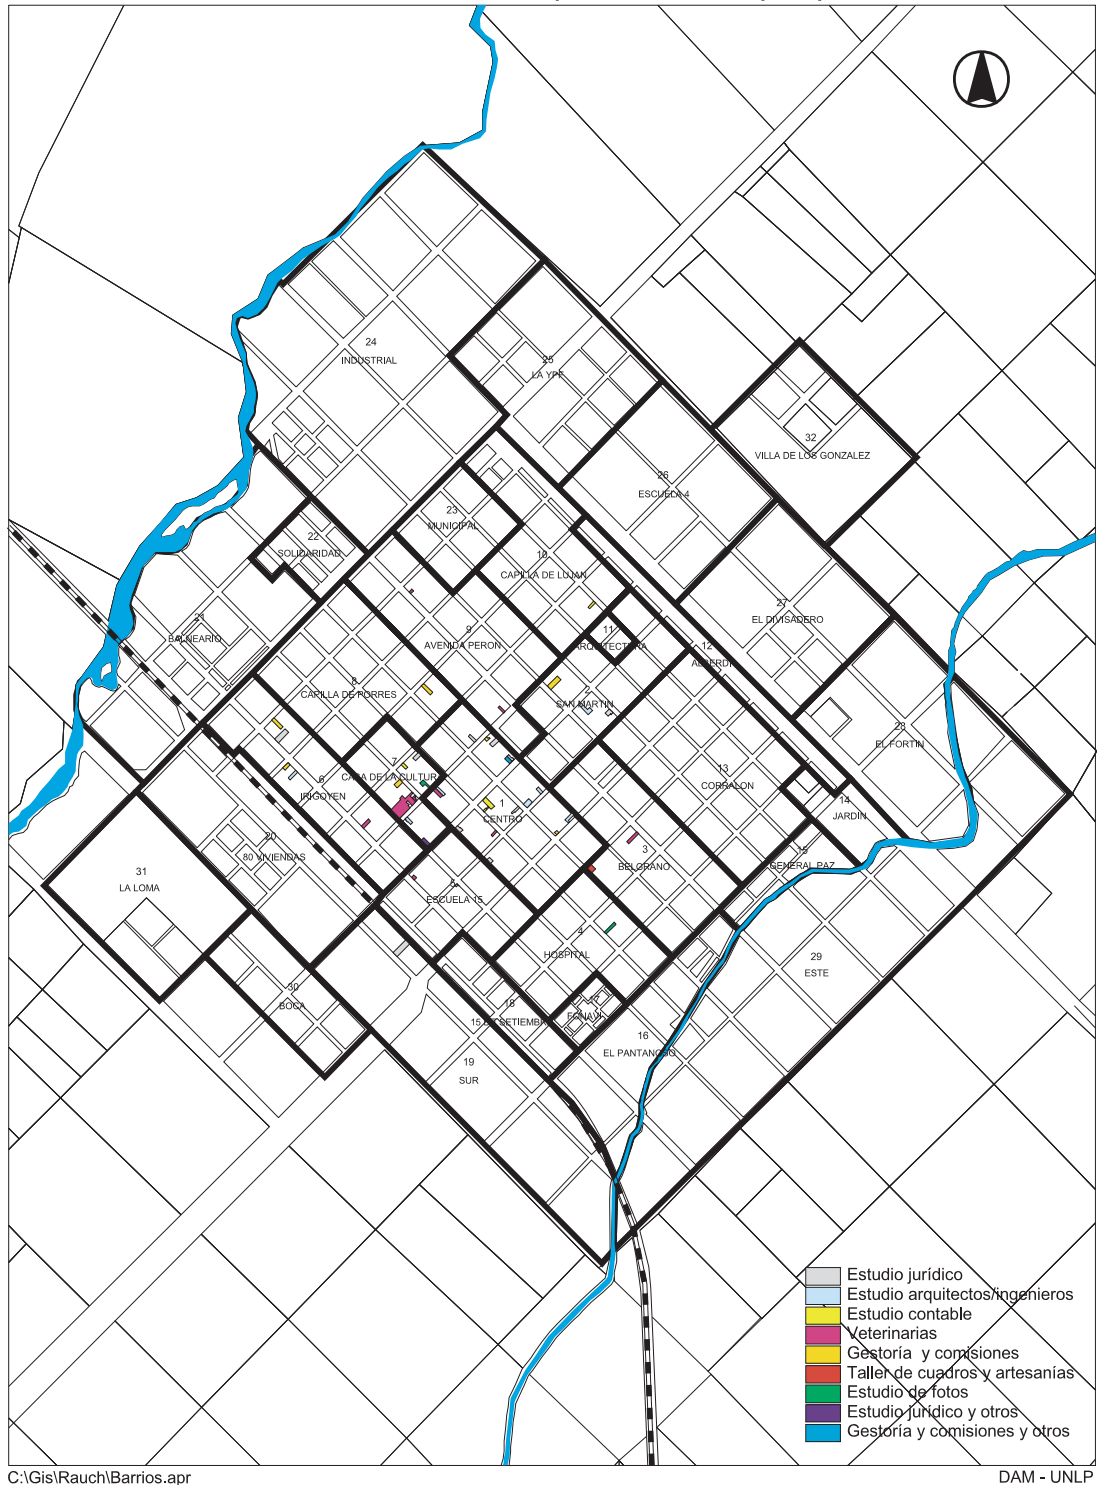 24
INDUSTRIAL
25
LA YPF
32
VILLA DE LOS GONZALEZ
26
ESCUELA 4
23
MUNICIPAL
22
SOLIDARIDAD
10
CAPILLA DE LUJAN
27
EL DIVISADERO
21
BALNEARIO
9
AVENIDA PERON
11
ARQUITECTURA
12
ALBERDI
8
CAPILLA DE PORRES
2
SAN MARTIN
28
EL FORTIN
7
CASA DE LA CULTURA
6
IRIGOYEN
13
CORRALON
1
CENTRO
14
JARDIN
20
80 VIVIENDAS
3
BELGRANO
15
GENERAL PAZ
31
LA LOMA
5
ESCUELA 15
4
HOSPITAL
29
ESTE
30
BOCA
18
15 DE SETIEMBRE
FONAVI
16
EL PANTANOSO
19
SUR
Estudio jurídico
Estudio arquitectos/ingenieros
Estudio contable
Veterinarias
Gestoría y comisiones
Taller de cuadros y artesanías
Estudio de fotos
Estudio jurídico y otros
Gestoría y comisiones y otros
C:\Gis\Rauch\Barrios.apr
DAM - UNLP